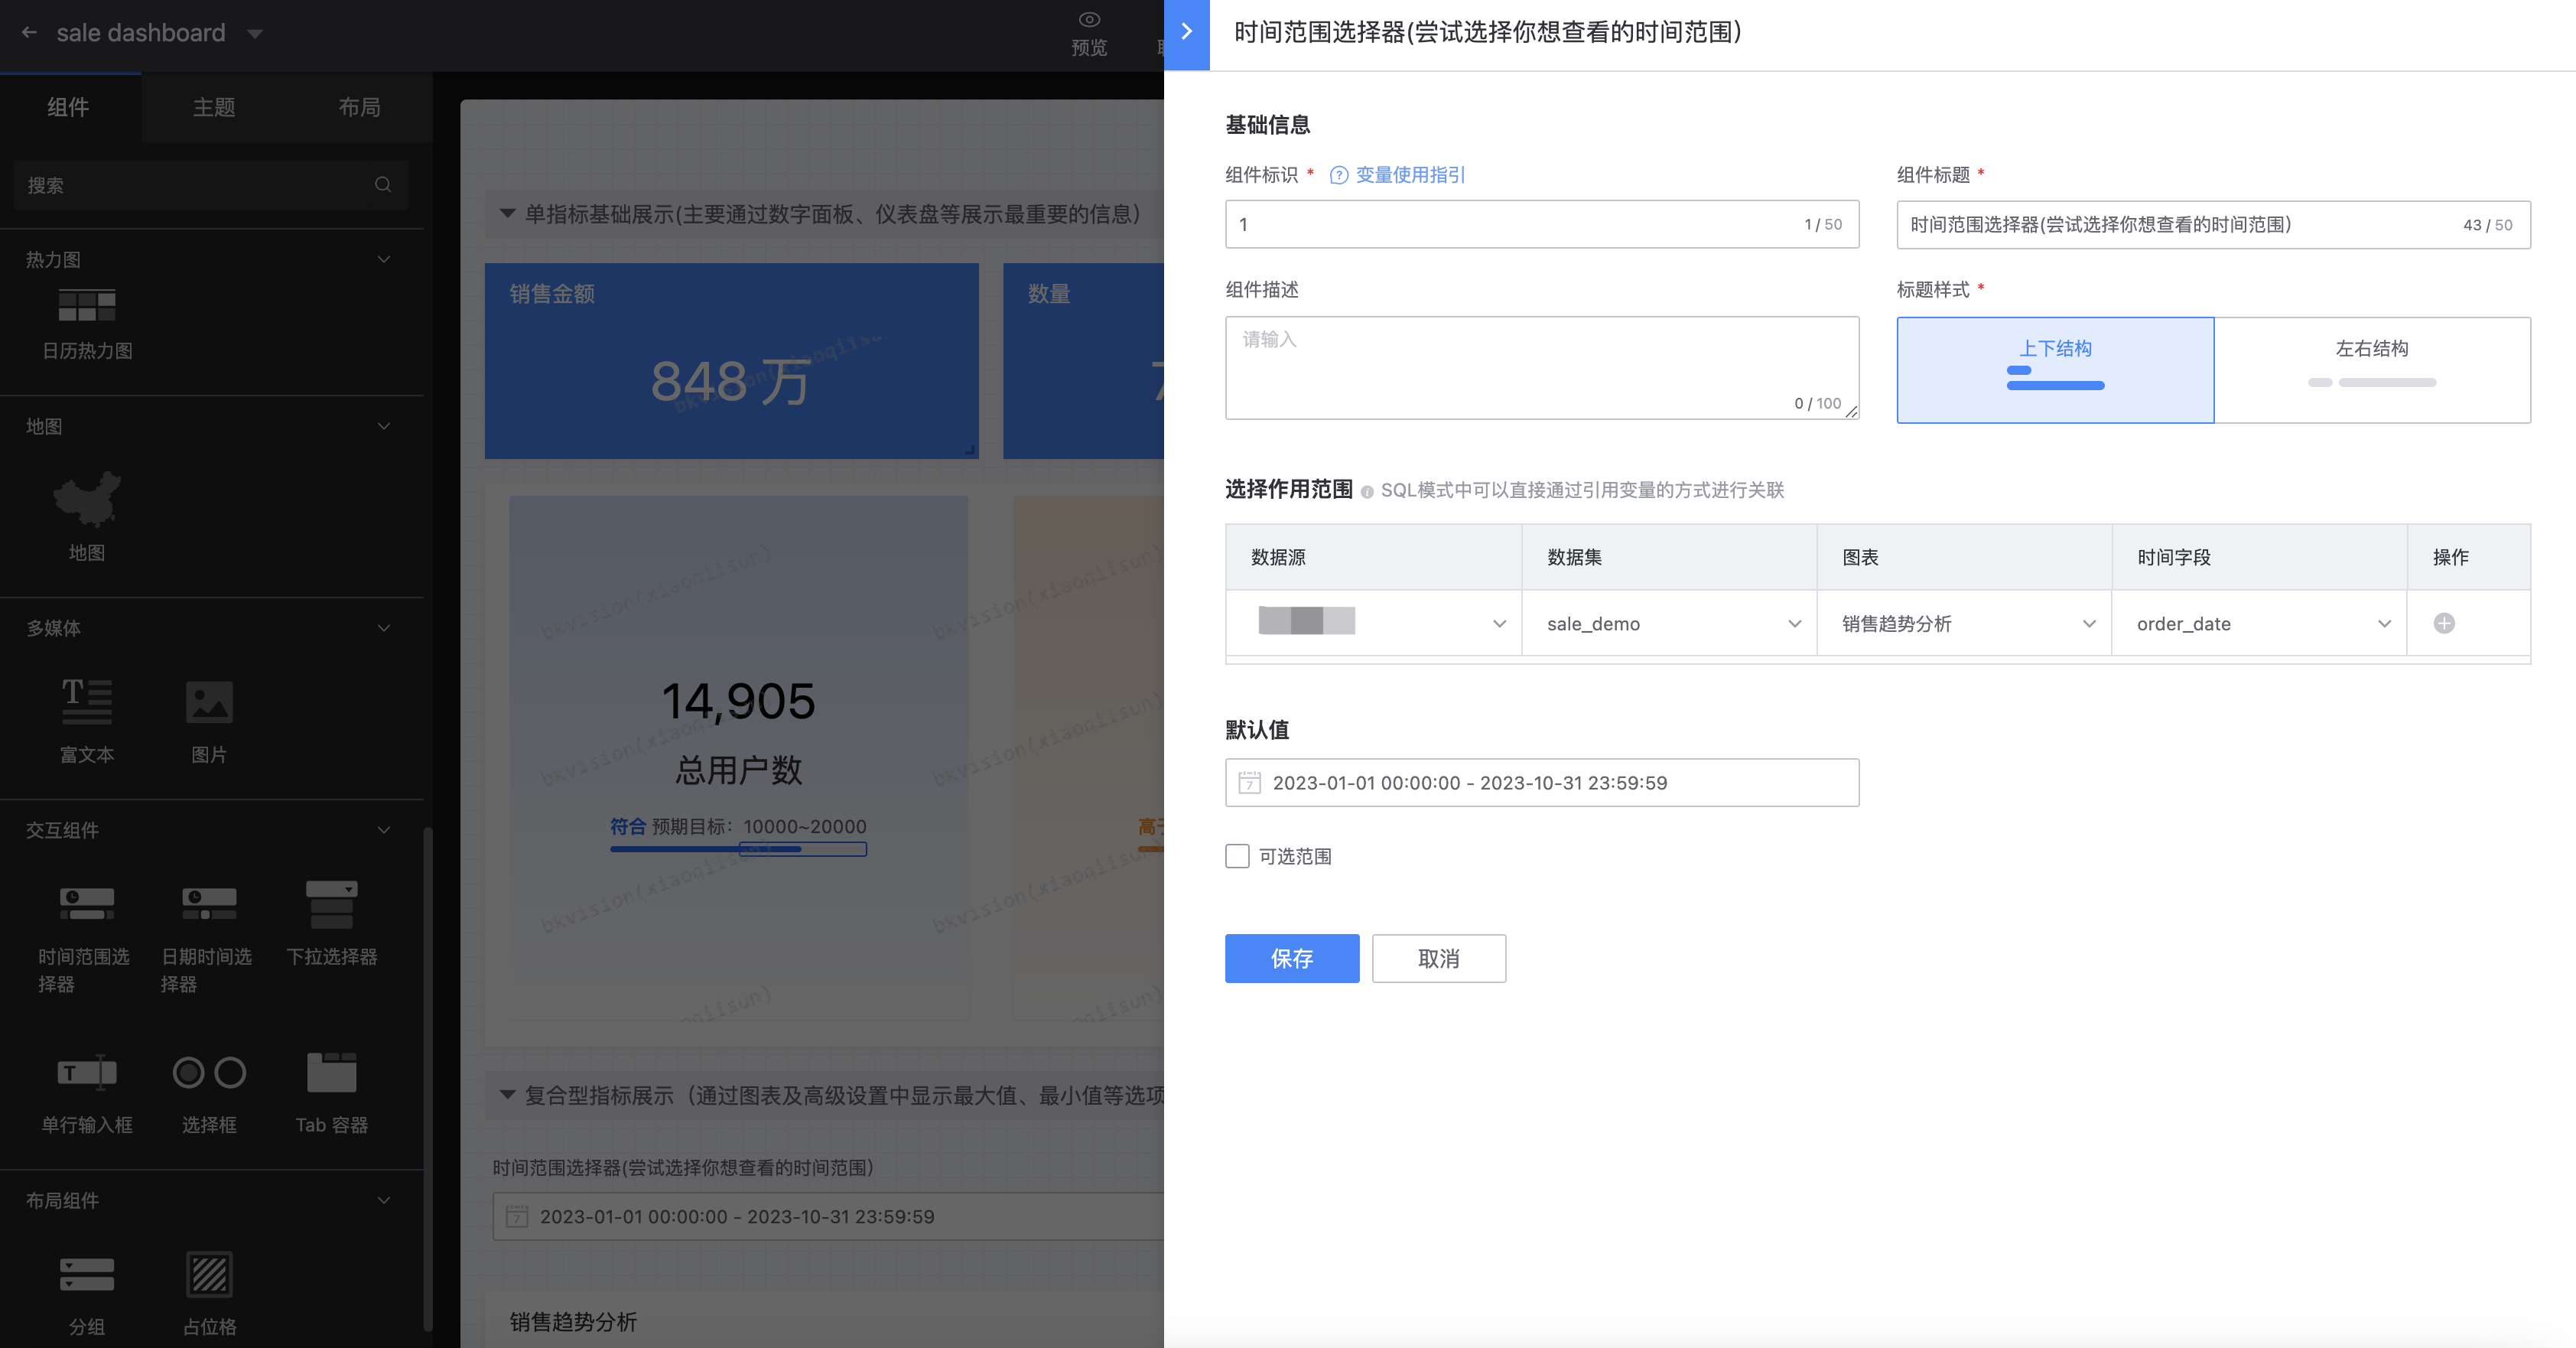 sale dashboard
预览
组件
主题
布局
搜索
热力图
日历热力图
地图
地图
多媒体
富文本
图片
交互组件
时间范围选
择器
日期时间选
择器
下拉选择器
单行输入框
选择框
Tab 容器
布局组件
分组
占位格
单指标基础展示(主要通过数字面板、仪表盘等展示最重要的信息)
销售金额
848 万
数量
bkvision(xiaoqiisun)
14,905
总用户数
符合 预期目标：10000~20000
bkvision(xiaoqiisun)
bkvision(xiaoqiisun)
bkvision(xiaoqiisun)
bkvision(xiaoqiisun)
bkvision(xiaoqiisun)
bkvision(xiaoqiisun)
复合型指标展示（通过图表及高级设置中显示最大值、最小值等选项
时间范围选择器(尝试选择你想查看的时间范围)
2023-01-01 00:00:00 - 2023-10-31 23:59:59
销售趋势分析
时间范围选择器(尝试选择你想查看的时间范围)
基础信息
组件标识 * 变量使用指引
1
1 / 50
组件标题 *
时间范围选择器(尝试选择你想查看的时间范围)
43 / 50
组件描述
请输入
0 / 100
标题样式 *
上下结构
左右结构
选择作用范围 SQL模式中可以直接通过引用变量的方式进行关联
数据源
数据集
图表
时间字段
操作
sale_demo
销售趋势分析
order_date
默认值
2023-01-01 00:00:00 - 2023-10-31 23:59:59
可选范围
保存
取消